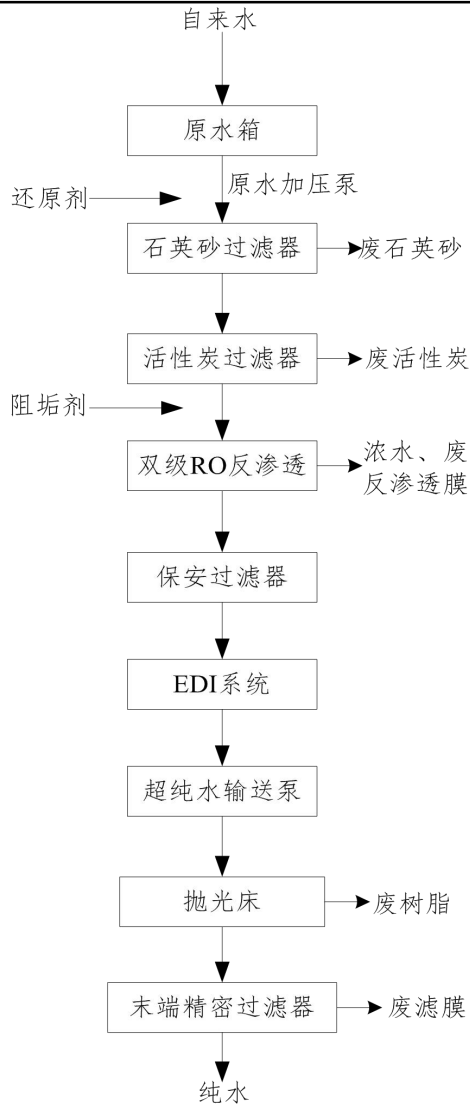 自来水
原水箱
还原剂
原水加压泵
石英砂过滤器
废石英砂
活性炭过滤器
废活性炭
阻垢剂
双级RO反渗透
浓水、废
反渗透膜
保安过滤器
EDI系统
超纯水输送泵
抛光床
废树脂
末端精密过滤器
废滤膜
纯水